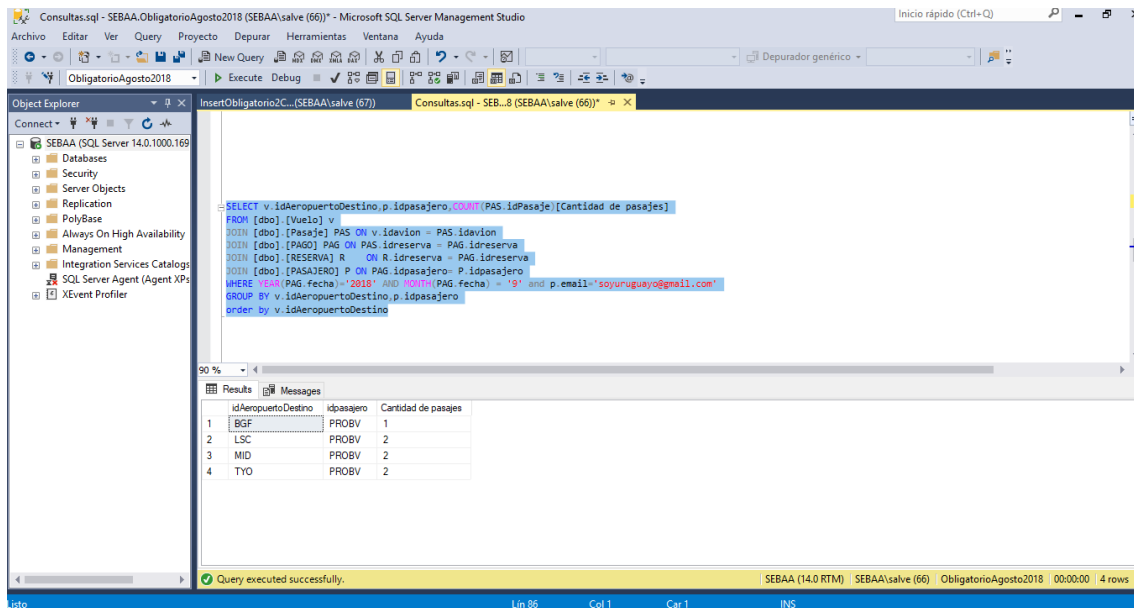 Consultas.sql - SEBAA.ObligatorioAgosto2018 (SEBAA\salve (66))* - Microsoft SQL Server Management Studio
Inicio rápido (Ctrl+Q)
Archivo Editar Ver Query Proyecto Depurar Herramientas Ventana Ayuda
New Query
Depurador genérico
ObligatorioAgosto2018
Execute Debug
Object Explorer
InsertObligatorio2C...(SEBAA\salve (67))
Consultas.sql - SEB...8 (SEBAA\salve (66))*
Connect
SEBAA (SQL Server 14.0.1000.169
Databases
Security
Server Objects
Replication
PolyBase
Always On High Availability
Management
Integration Services Catalogs
SQL Server Agent (Agent XPs
XEvent Profiler
SELECT v.idAeropuertoDestino,p.idpasajero,COUNT(PAS.idPasaje)[Cantidad de pasajes]
FROM [dbo].[Vuelo] v
JOIN [dbo].[Pasaje] PAS ON v.idavion = PAS.idavion
JOIN [dbo].[PAGO] PAG ON PAS.idreserva = PAG.idreserva
JOIN [dbo].[RESERVA] R ON R.idreserva = PAG.idreserva
JOIN [dbo].[PASAJERO] P ON PAG.idpasajero= P.idpasajero
WHERE YEAR(PAG.fecha)='2018' AND MONTH(PAG.fecha) = '9' and p.email='soyuruguayo@gmail.com'
GROUP BY v.idAeropuertoDestino,p.idpasajero
order by v.idAeropuertoDestino
90 %
Results Messages
idAeropuertoDestino idpasajero Cantidad de pasajes
1 BGF PROBV 1
2 LSC PROBV 2
3 MID PROBV 2
4 TYO PROBV 2
Query executed successfully.
SEBAA (14.0 RTM) SEBAA\salve (66) ObligatorioAgosto2018 00:00:00 4 rows
Listo
Lín 86 Col 1 Car 1 INS